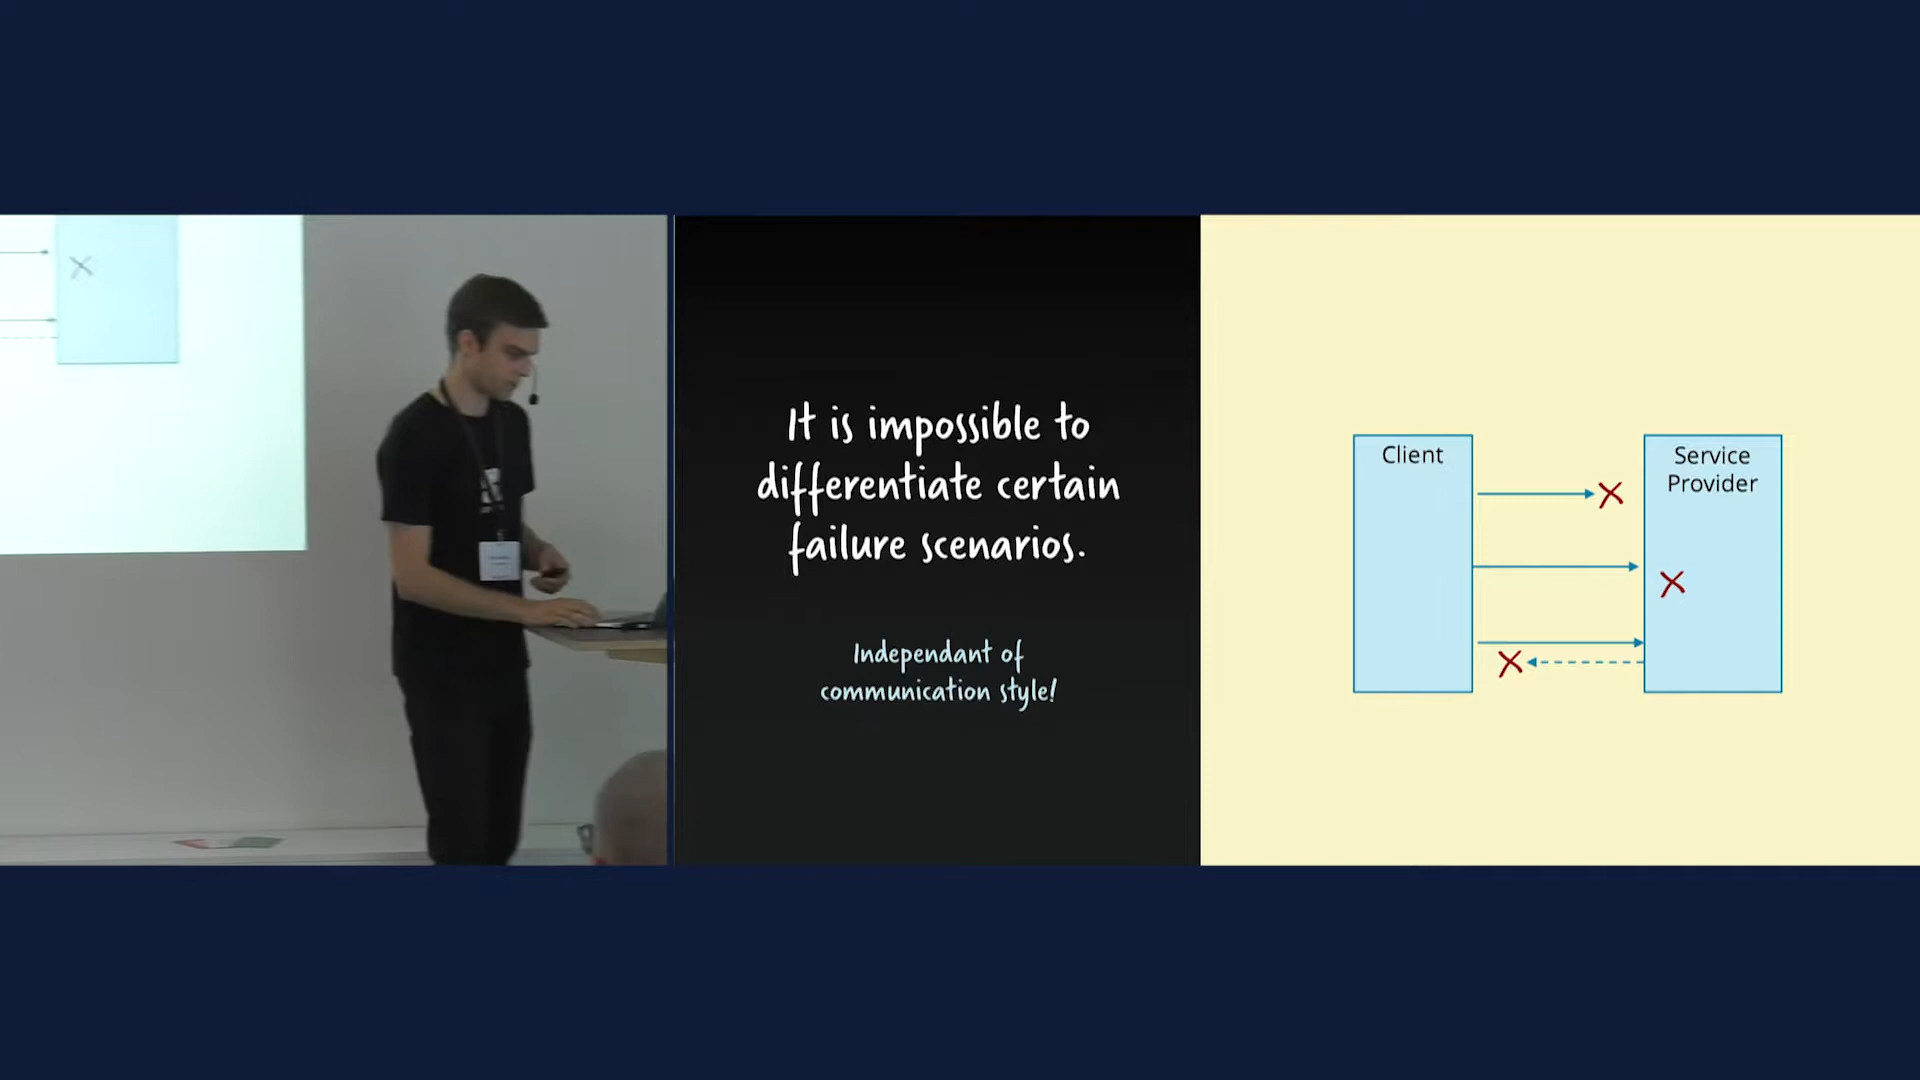 It is impossible to
differentiate certain
failure scenarios.
Independant of
communication style!
Client
Service
Provider